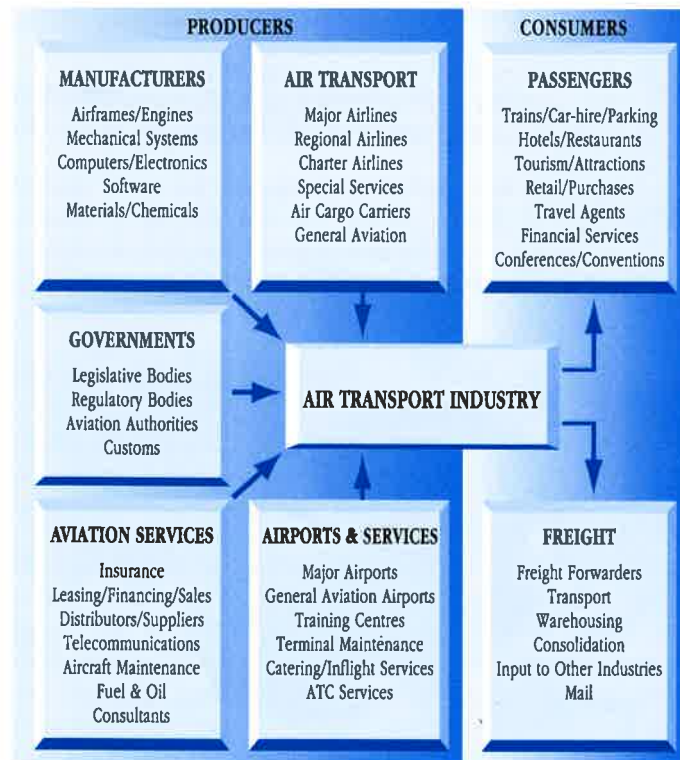 PRODUCERS
CONSUMERS
MANUFACTURERS
Airframes/Engines
Mechanical Systems
Computers/Electronics
Software
Materials/Chemicals
AIR TRANSPORT
Major Airlines
Regional Airlines
Charter Airlines
Special Services
Air Cargo Carriers
General Aviation
PASSENGERS
Trains/Car-hire/Parking
Hotels/Restaurants
Tourism/Attractions
Retail/Purchases
Travel Agents
Financial Services
Conferences/Conventions
GOVERNMENTS
Legislative Bodies
Regulatory Bodies
Aviation Authorities
Customs
AIR TRANSPORT INDUSTRY
AVIATION SERVICES
Insurance
Leasing/Financing/Sales
Distributors/Suppliers
Telecommunications
Aircraft Maintenance
Fuel & Oil
Consultants
AIRPORTS & SERVICES
Major Airports
General Aviation Airports
Training Centres
Terminal Maintenance
Catering/Inflight Services
ATC Services
FREIGHT
Freight Forwarders
Transport
Warehousing
Consolidation
Input to Other Industries
Mail